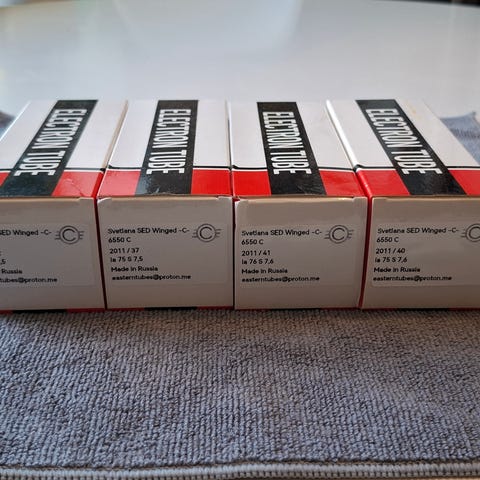 ELECTRON TUBE
ELECTRON TUBE
ELECTRON TUBE
ELECTRON TUBE
SED Winged -C-
C
Russia
ntubes@proton.me
Svetlana SED Winged -C-
6550 C
2011 / 37
Ia 75 S 7,5
Made in Russia
easterntubes@proton.me
C
Svetlana SED Winged -C-
6550 C
2011 / 41
Ia 76 S 7,6
Made in Russia
easterntubes@proton.me
C
Svetlana SED Winged -C-
6550 C
2011 / 40
Ia 75 S 7,6
Made in Russia
easterntubes@proton.me
C